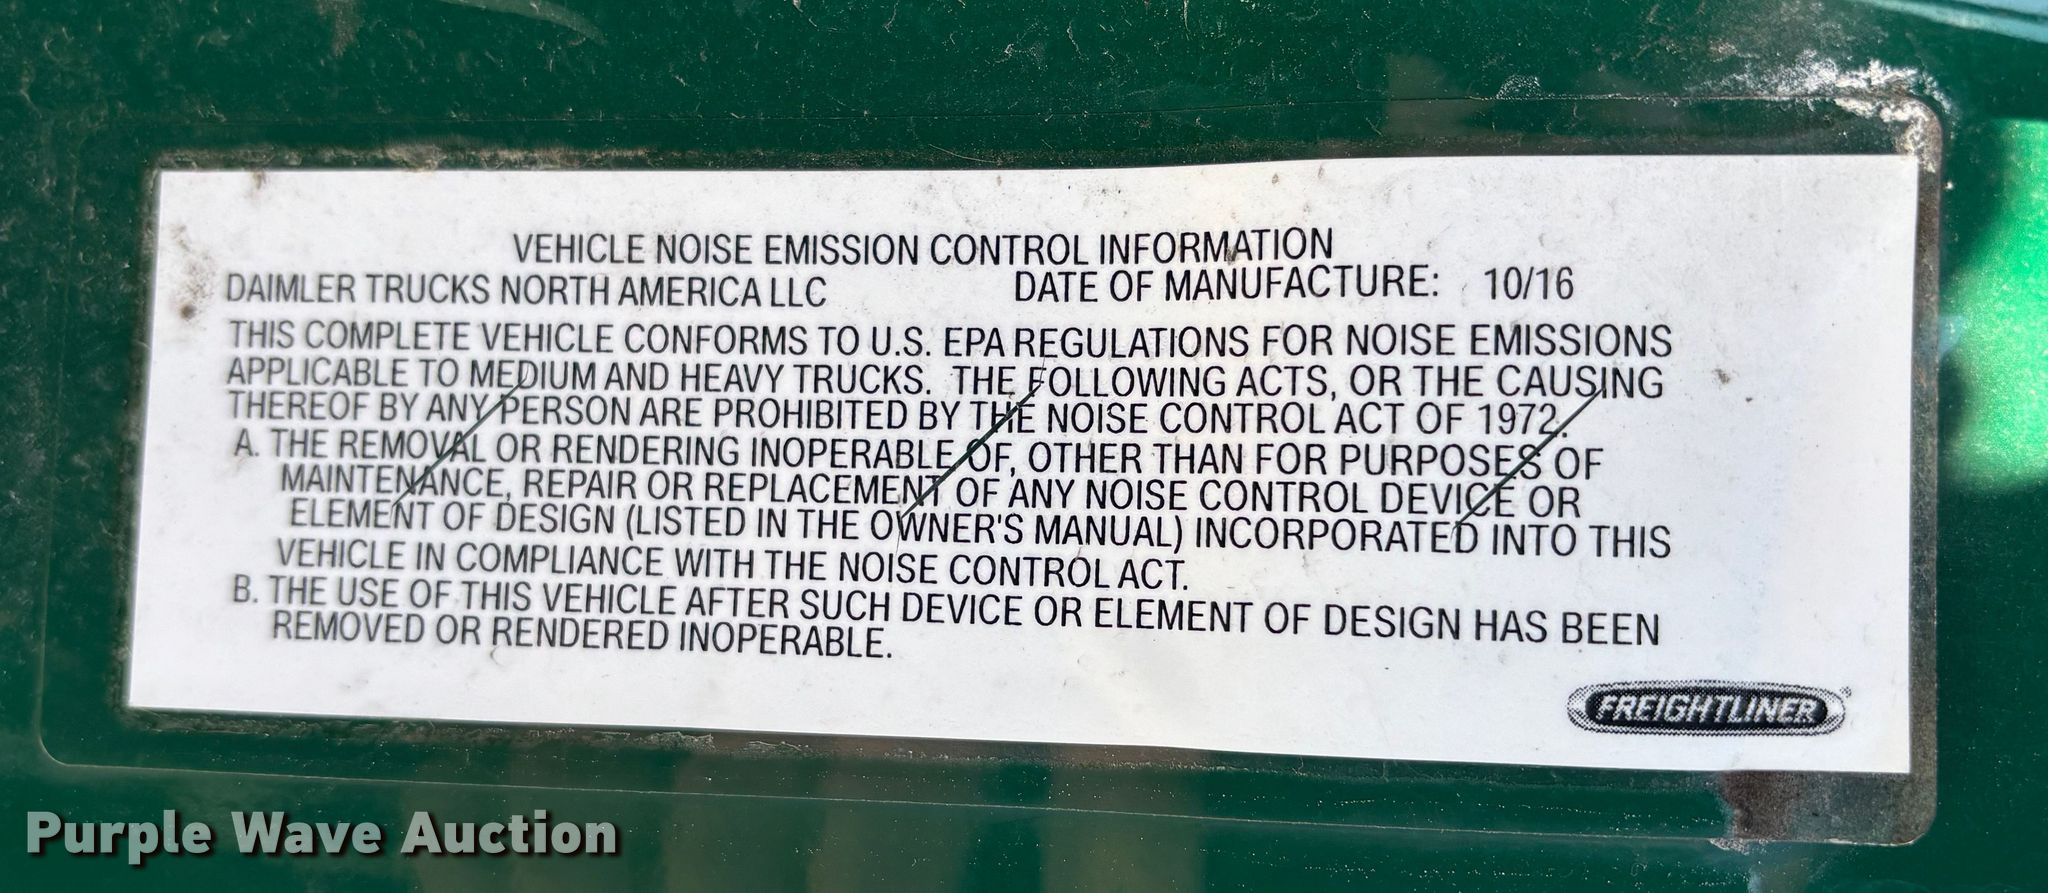 VEHICLE NOISE EMISSION CONTROL INFORMATION
DAIMLER TRUCKS NORTH AMERICA LLC DATE OF MANUFACTURE: 10/16
THIS COMPLETE VEHICLE CONFORMS TO U.S. EPA REGULATIONS FOR NOISE EMISSIONS
APPLICABLE TO MEDIUM AND HEAVY TRUCKS. THE FOLLOWING ACTS, OR THE CAUSING
THEREOF BY ANY PERSON ARE PROHIBITED BY THE NOISE CONTROL ACT OF 1972.
A. THE REMOVAL OR RENDERING INOPERABLE OF, OTHER THAN FOR PURPOSES OF
MAINTENANCE, REPAIR OR REPLACEMENT OF ANY NOISE CONTROL DEVICE OR
ELEMENT OF DESIGN (LISTED IN THE OWNER'S MANUAL) INCORPORATED INTO THIS
VEHICLE IN COMPLIANCE WITH THE NOISE CONTROL ACT.
B. THE USE OF THIS VEHICLE AFTER SUCH DEVICE OR ELEMENT OF DESIGN HAS BEEN
REMOVED OR RENDERED INOPERABLE.
FREIGHTLINER®
Purple Wave Auction